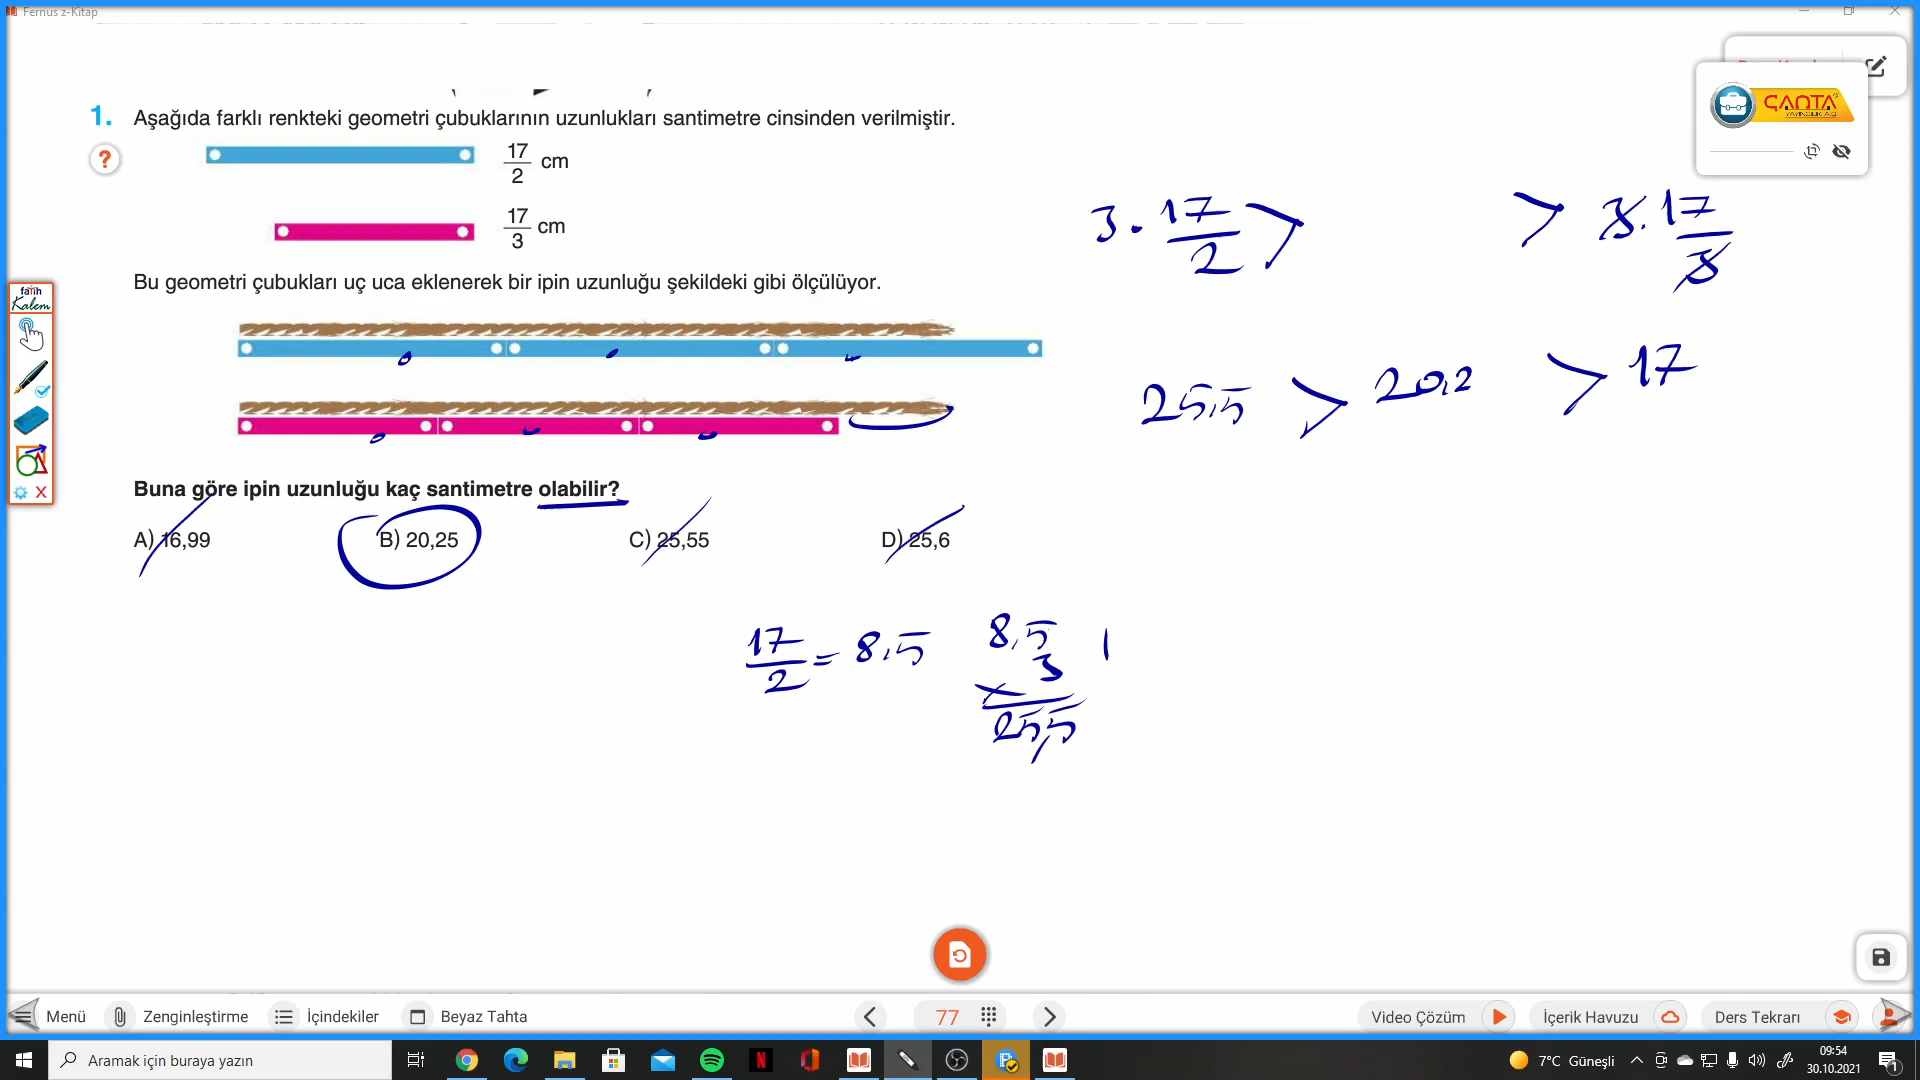 Fernus z-Kitap
ÇANTA
YAYINCILIK AŞ
1. Aşağıda farklı renkteki geometri çubuklarının uzunlukları santimetre cinsinden verilmiştir.
17/2 cm
17/3 cm
3 · 17/2 > > 3 · 17/3
Bu geometri çubukları uç uca eklenerek bir ipin uzunluğu şekildeki gibi ölçülüyor.
fatih
Kalem
25,5 > 20,2 > 17
Buna göre ipin uzunluğu kaç santimetre olabilir?
A) 16,99 B) 20,25 C) 25,55 D) 25,6
17/2 = 8,5
8,5
3
x
25,5
Menü Zenginleştirme İçindekiler Beyaz Tahta 77 Video Çözüm İçerik Havuzu Ders Tekrarı
Aramak için buraya yazın
7°C Güneşli
09:54
30.10.2021
1